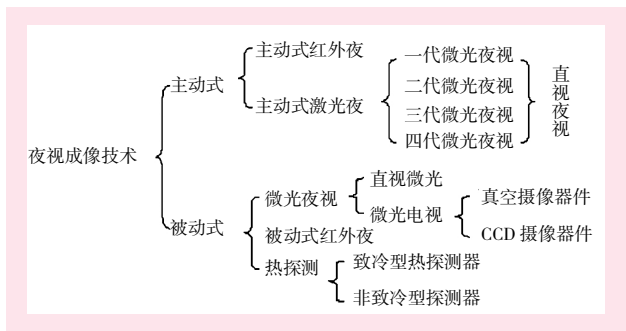 夜视成像技术
主动式
主动式红外夜
主动式激光夜
一代微光夜视
二代微光夜视
三代微光夜视
四代微光夜视
直视夜视
被动式
微光夜视
直视微光
微光电视
真空摄像器件
CCD 摄像器件
被动式红外夜
热探测
致冷型热探测器
非致冷型探测器